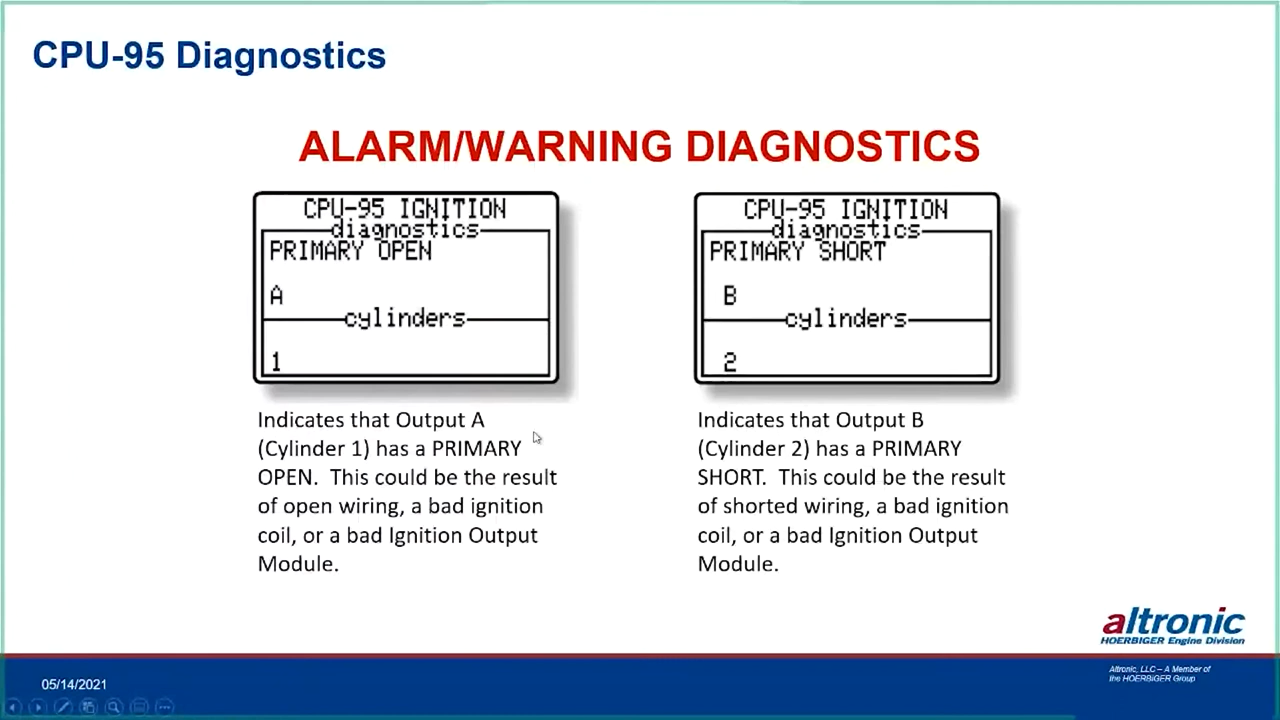 CPU-95 Diagnostics
ALARM/WARNING DIAGNOSTICS
CPU-95 IGNITION
diagnostics
PRIMARY OPEN
A
cylinders
1
CPU-95 IGNITION
diagnostics
PRIMARY SHORT
B
cylinders
2
Indicates that Output A
(Cylinder 1) has a PRIMARY
OPEN. This could be the result
of open wiring, a bad ignition
coil, or a bad Ignition Output
Module.
Indicates that Output B
(Cylinder 2) has a PRIMARY
SHORT. This could be the result
of shorted wiring, a bad ignition
coil, or a bad Ignition Output
Module.
altronic
HOERBIGER Engine Division
Altronic, LLC – A Member of
the HOERBIGER Group
05/14/2021